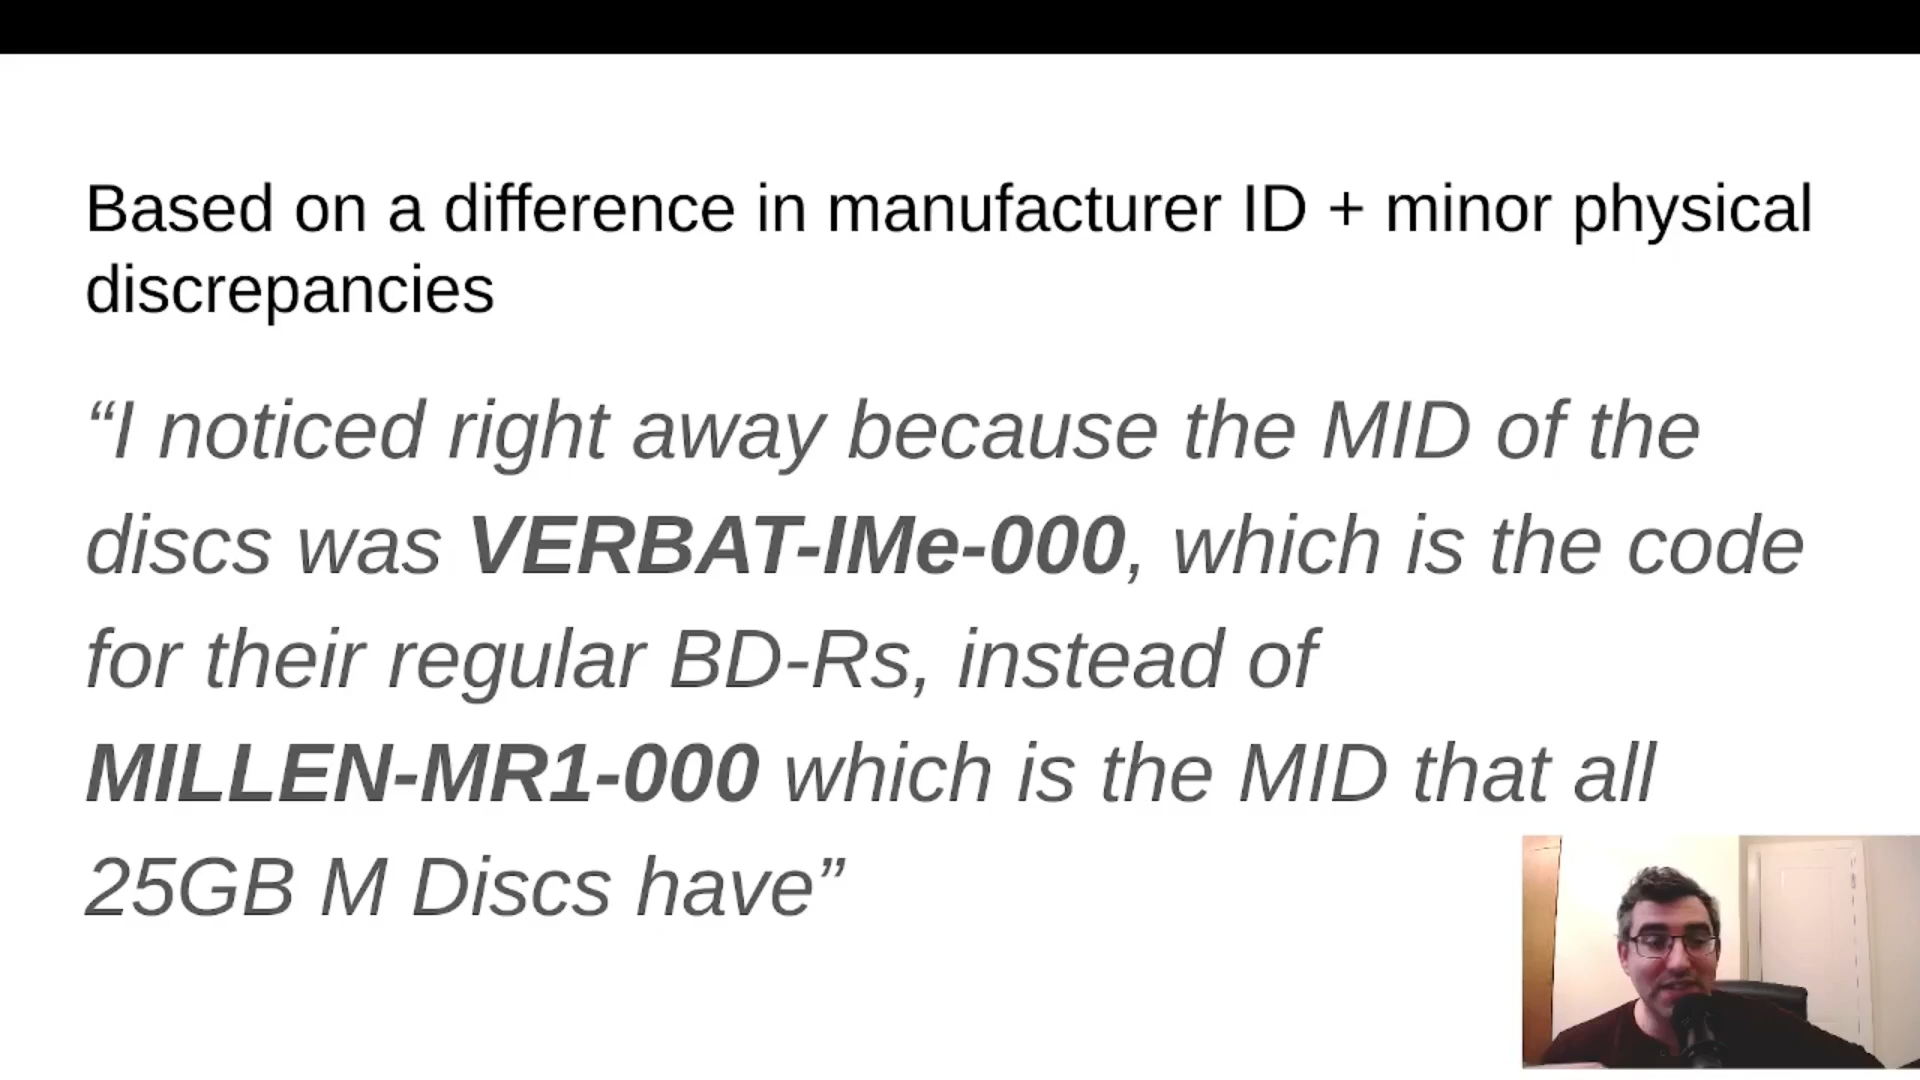 Based on a difference in manufacturer ID + minor physical
discrepancies
“I noticed right away because the MID of the
discs was VERBAT-IMe-000, which is the code
for their regular BD-Rs, instead of
MILLEN-MR1-000 which is the MID that all
25GB M Discs have”